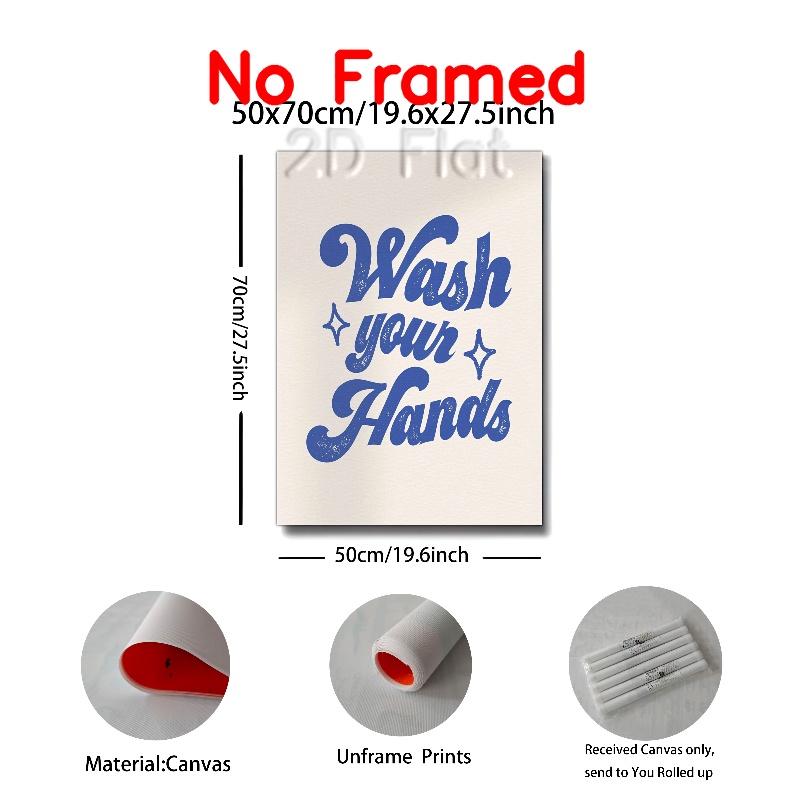 No Framed
50x70cm/19.6x27.5inch
2D Flat
70cm/27.5inch
Wash
your
Hands
50cm/19.6inch
Material:Canvas
Unframe Prints
Received Canvas only,
send to You Rolled up